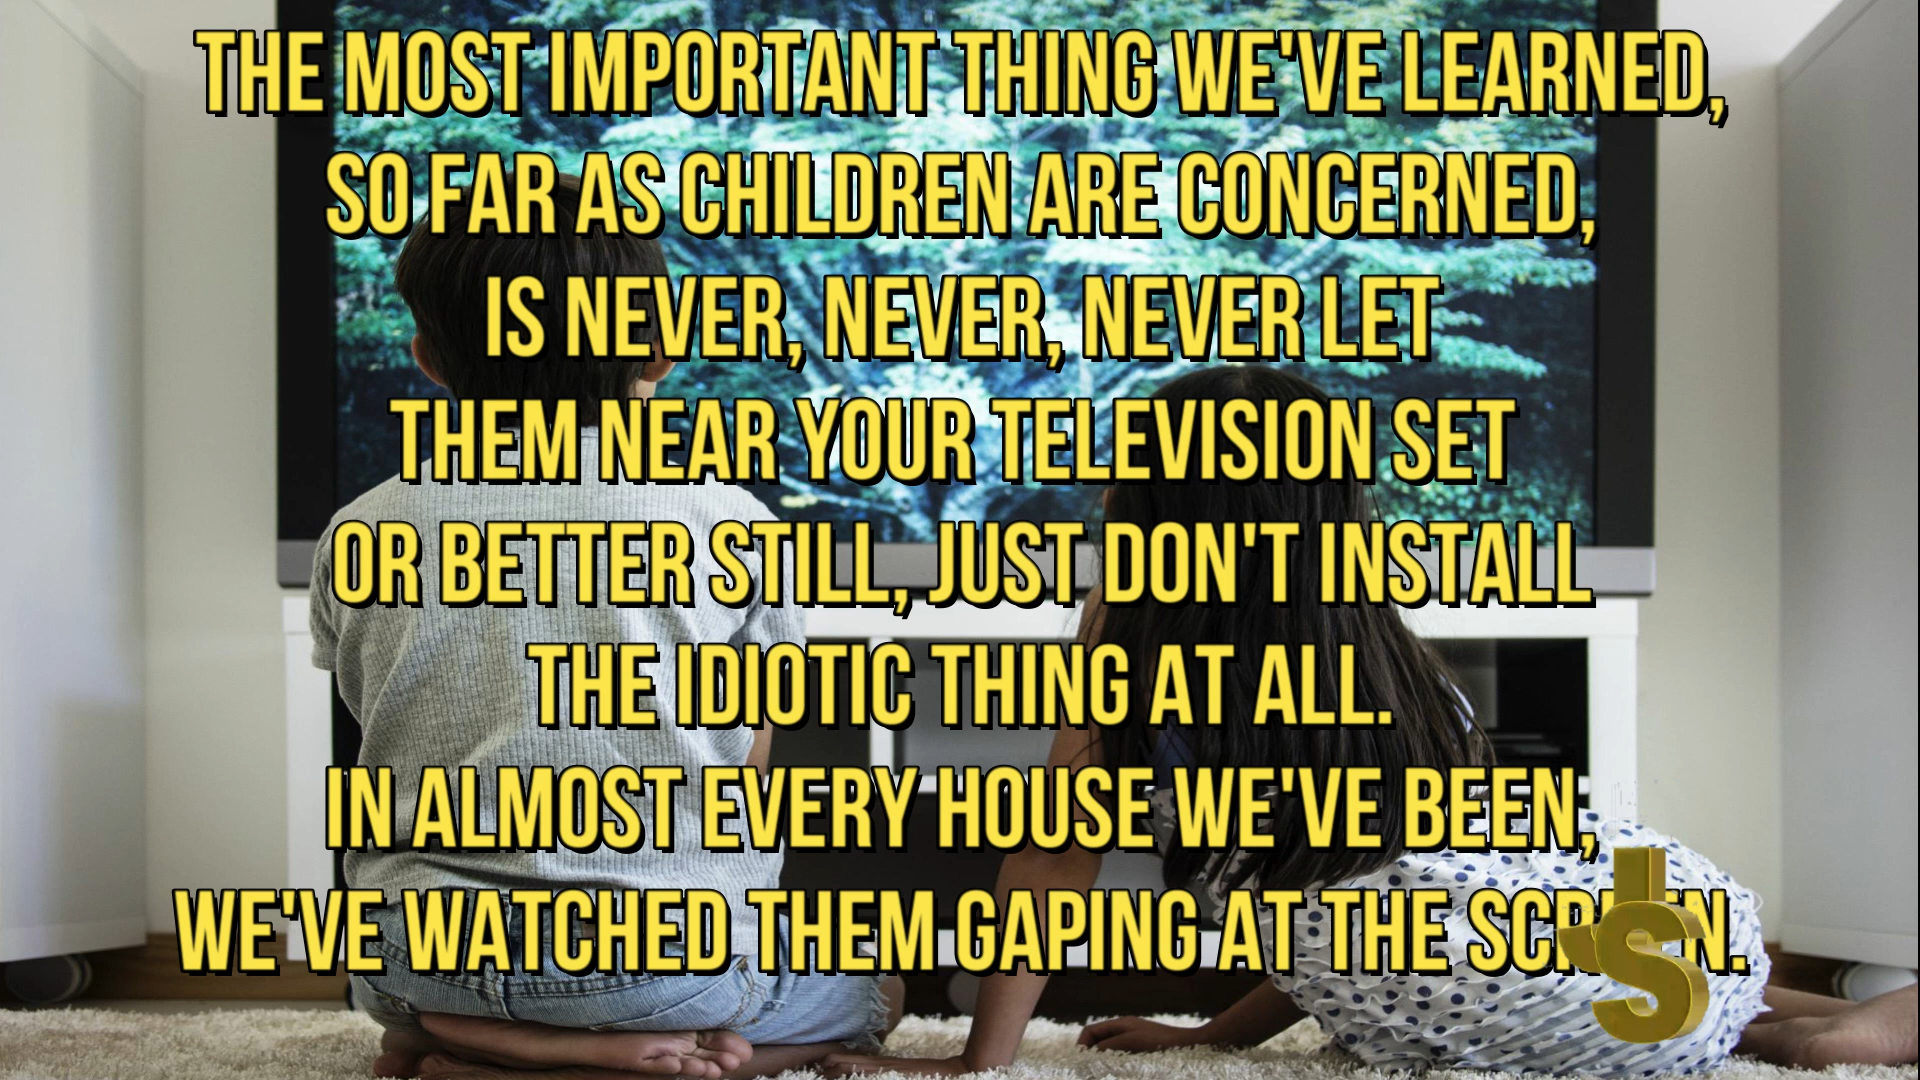 THE MOST IMPORTANT THING WE'VE LEARNED,
SO FAR AS CHILDREN ARE CONCERNED,
IS NEVER, NEVER, NEVER LET
THEM NEAR YOUR TELEVISION SET
OR BETTER STILL, JUST DON'T INSTALL
THE IDIOTIC THING AT ALL.
IN ALMOST EVERY HOUSE WE'VE BEEN,
WE'VE WATCHED THEM GAPING AT THE SCREEN.